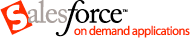 salesforce™
on demand applications